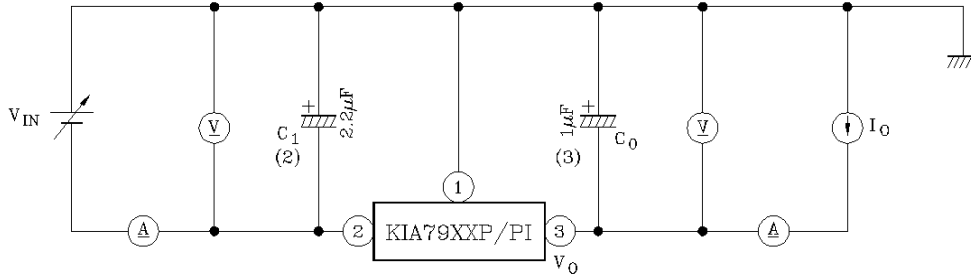 V_IN
V
+
C_1
(2)
2.2μF
1
+
1μF
(3)
C_O
V
I_O
A
2
KIA79XXP/PI
3
V_O
A